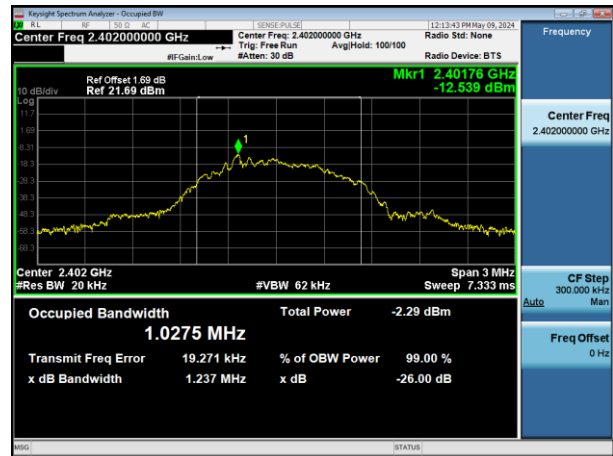 Keysight Spectrum Analyzer - Occupied BW
RL RF 50 Ω AC SENSE:PULSE 12:13:43 PM May 09, 2024
Center Freq 2.402000000 GHz
Center Freq: 2.402000000 GHz
Radio Std: None
Trig: Free Run Avg|Hold: 100/100
#IFGain:Low #Atten: 30 dB Radio Device: BTS
Frequency
Ref Offset 1.69 dB
10 dB/div Ref 21.69 dBm
Mkr1 2.40176 GHz
-12.539 dBm
Log
11.7
1.69
-8.31
-18.3
-28.3
-38.3
-48.3
-58.3
-68.3
1
Center 2.402 GHz Span 3 MHz
#Res BW 20 kHz #VBW 62 kHz Sweep 7.333 ms
Occupied Bandwidth Total Power -2.29 dBm
1.0275 MHz
Transmit Freq Error 19.271 kHz % of OBW Power 99.00 %
x dB Bandwidth 1.237 MHz x dB -26.00 dB
Center Freq
2.402000000 GHz
CF Step
300.000 kHz
Auto Man
Freq Offset
0 Hz
MSG STATUS